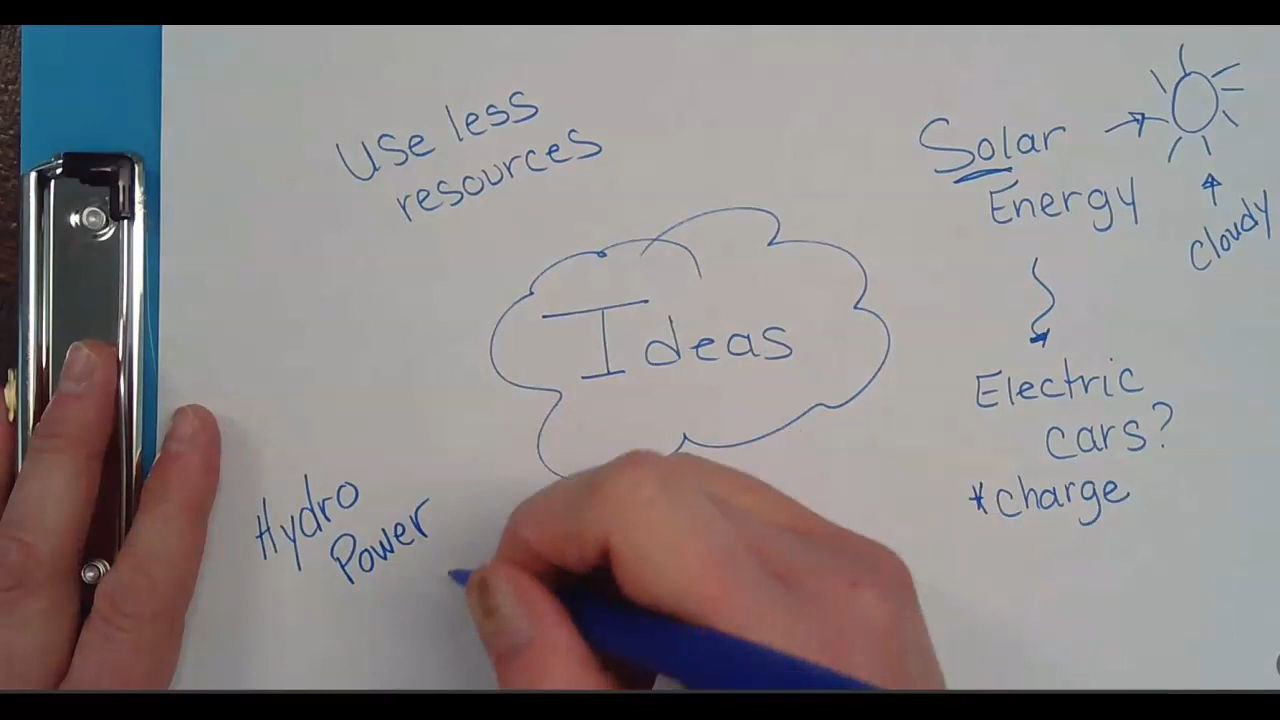 Use less
resources
Solar
Energy
Cloudy
Ideas
Electric
cars?
*charge
Hydro
Power